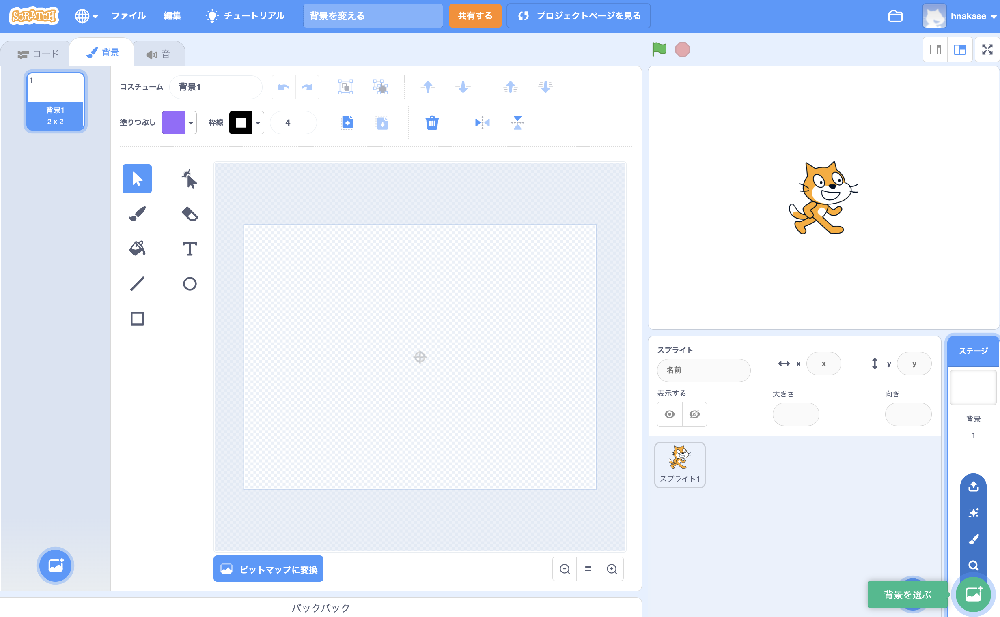 SCRATCH
ファイル
編集
チュートリアル
背景を変える
共有する
プロジェクトページを見る
hnakase
コード
背景
音
1
背景1
2 x 2
コスチューム
背景1
塗りつぶし
枠線
4
ビットマップに変換
バックパック
スプライト
名前
x
x
y
y
表示する
大きさ
向き
スプライト1
ステージ
背景
1
背景を選ぶ